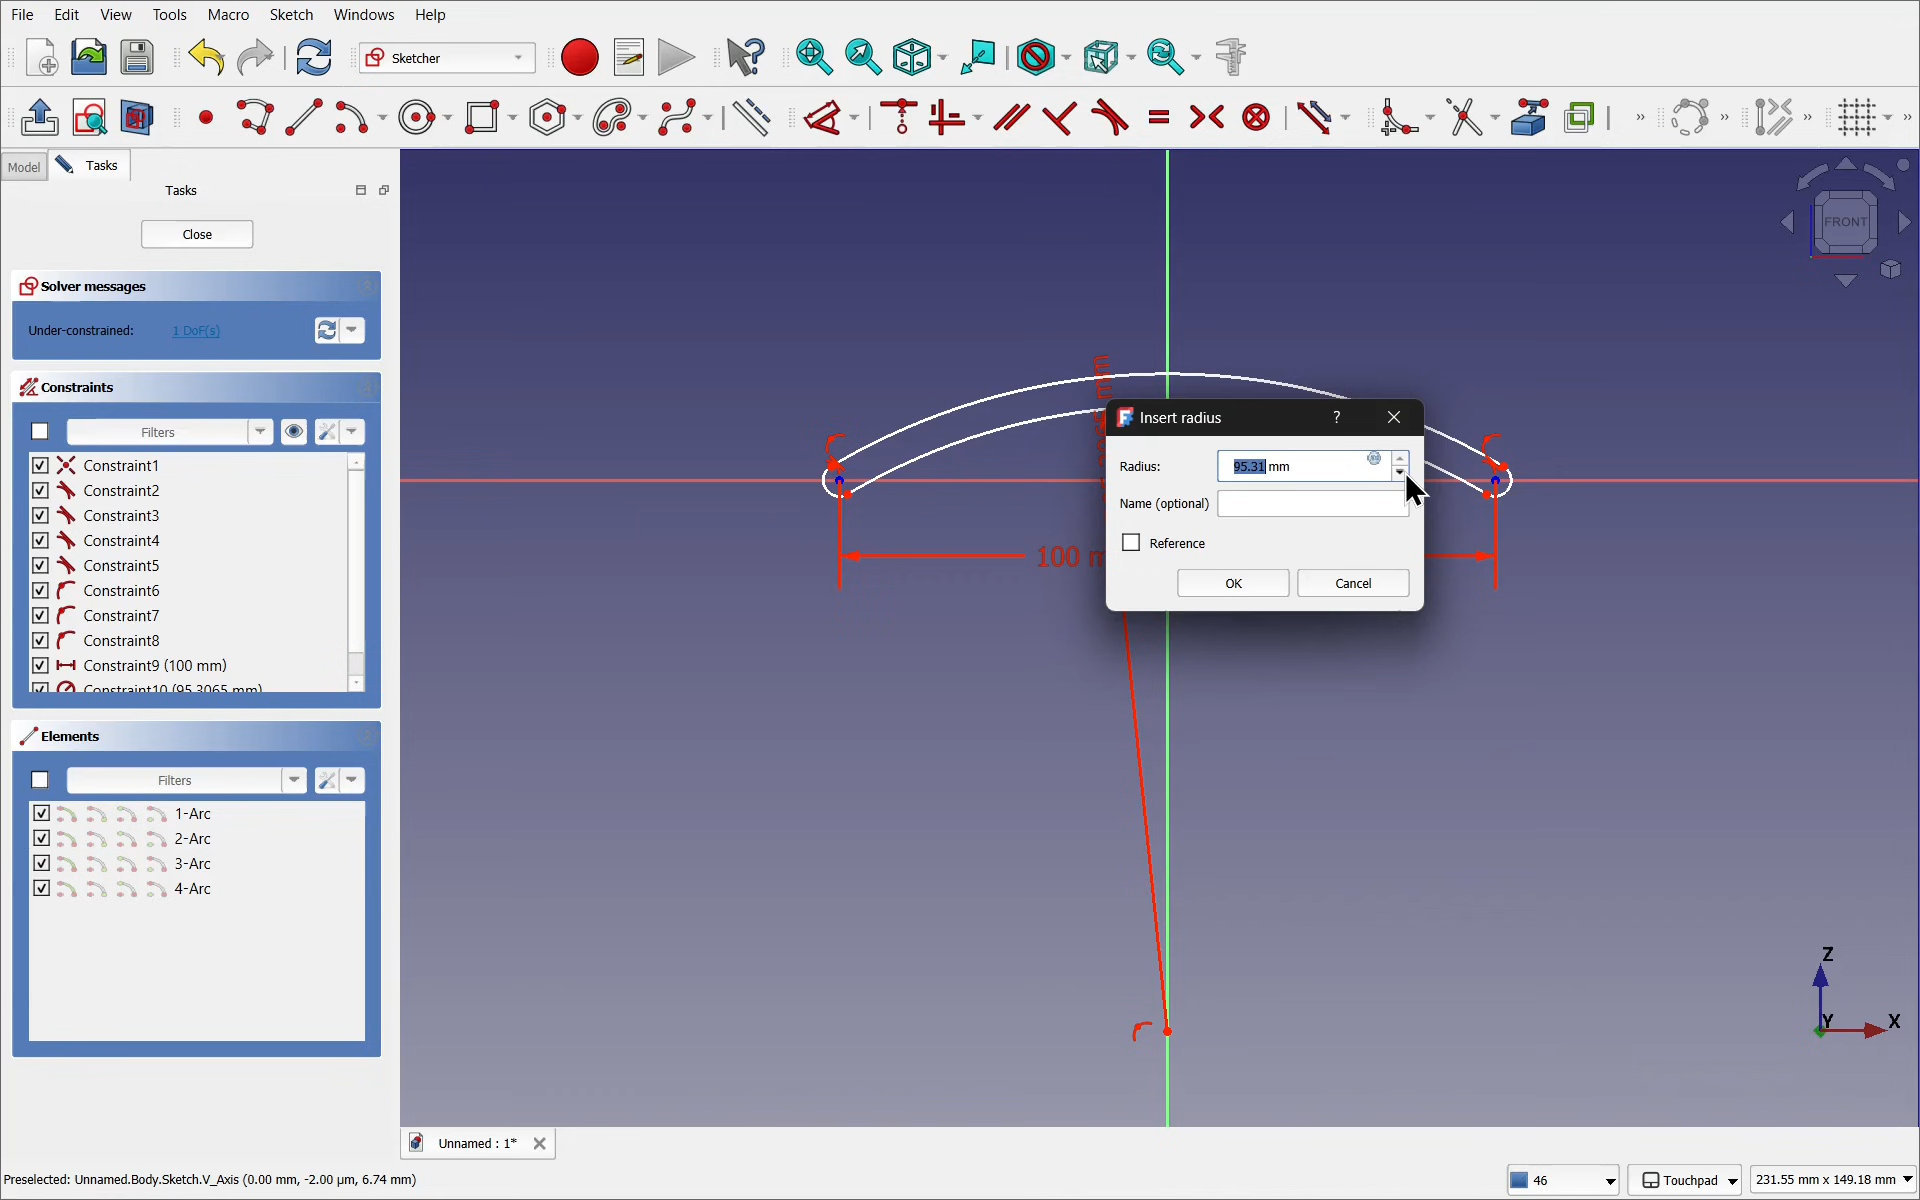 File Edit View Tools Macro Sketch Windows Help
Sketcher
Model Tasks
Tasks
Close
Solver messages
Under-constrained: 1 DoF(s)
Constraints
Filters
Constraint1
Constraint2
Constraint3
Constraint4
Constraint5
Constraint6
Constraint7
Constraint8
Constraint9 (100 mm)
Constraint10 (95.3065 mm)
Elements
Filters
1-Arc
2-Arc
3-Arc
4-Arc
FRONT
Insert radius ?
Radius: 95.31 mm
Name (optional)
Reference
OK Cancel
100 m
Z
Y X
Unnamed : 1*
Preselected: Unnamed.Body.Sketch.V_Axis (0.00 mm, -2.00 µm, 6.74 mm)
46 Touchpad 231.55 mm x 149.18 mm